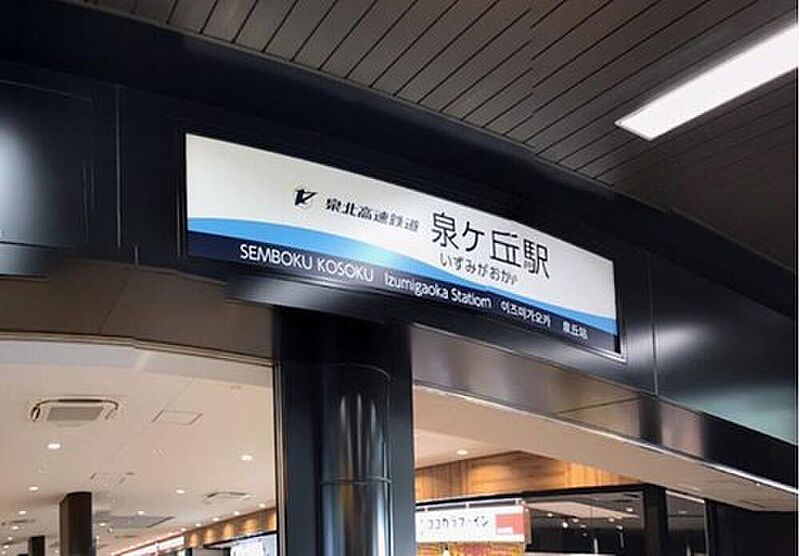 泉北高速鉄道 泉ケ丘駅
いずみがおか
SEMBOKU KOSOKU Izumigaoka Station 이즈미가오카 泉丘站
ココカラファイン